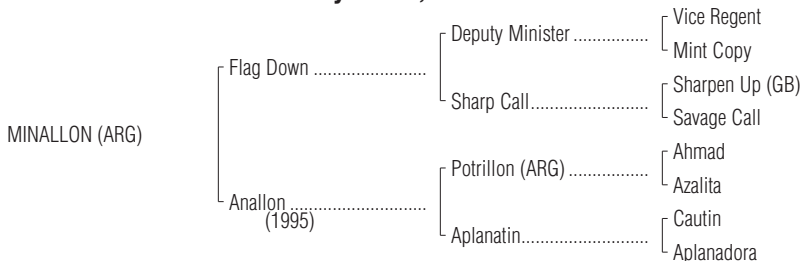 Vice Regent
Deputy Minister ................
Mint Copy
Flag Down ........................
Sharpen Up (GB)
Sharp Call.........................
Savage Call
MINALLON (ARG)
Ahmad
Potrillon (ARG) .................
Azalita
Anallon .............................
(1995)
Cautin
Aplanatin...........................
Aplanadora